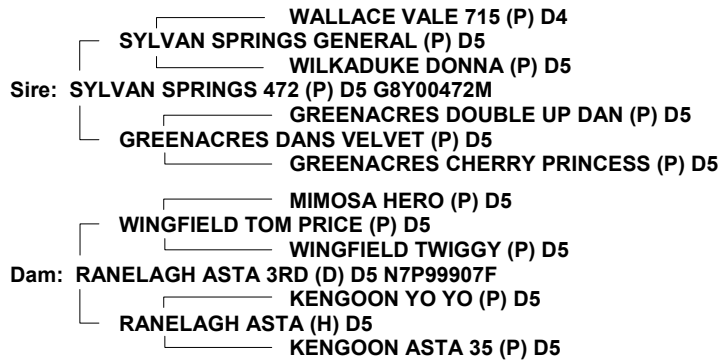 WALLACE VALE 715 (P) D4
SYLVAN SPRINGS GENERAL (P) D5
WILKADUKE DONNA (P) D5
Sire: SYLVAN SPRINGS 472 (P) D5 G8Y00472M
GREENACRES DOUBLE UP DAN (P) D5
GREENACRES DANS VELVET (P) D5
GREENACRES CHERRY PRINCESS (P) D5
MIMOSA HERO (P) D5
WINGFIELD TOM PRICE (P) D5
WINGFIELD TWIGGY (P) D5
Dam: RANELAGH ASTA 3RD (D) D5 N7P99907F
KENGOON YO YO (P) D5
RANELAGH ASTA (H) D5
KENGOON ASTA 35 (P) D5